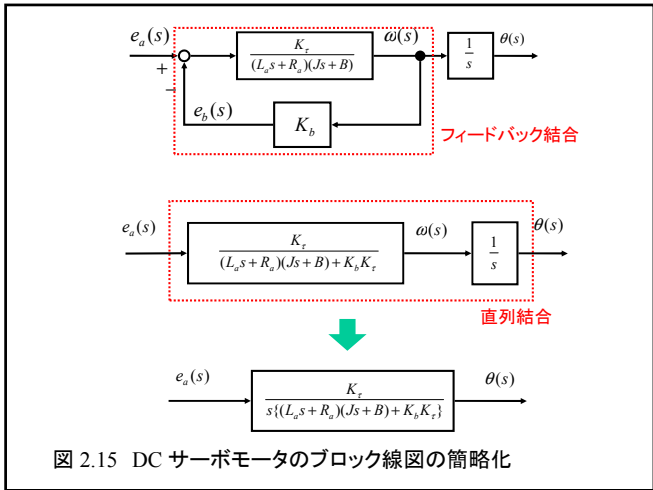 e_a(s)
+
−
K_τ/((L_a s + R_a)(Js + B))
ω(s)
1/s
θ(s)
e_b(s)
K_b
フィードバック結合
e_a(s)
K_τ/((L_a s + R_a)(Js + B) + K_b K_τ)
ω(s)
1/s
θ(s)
直列結合
e_a(s)
K_τ/(s{(L_a s + R_a)(Js + B) + K_b K_τ})
θ(s)
図 2.15 DC サーボモータのブロック線図の簡略化